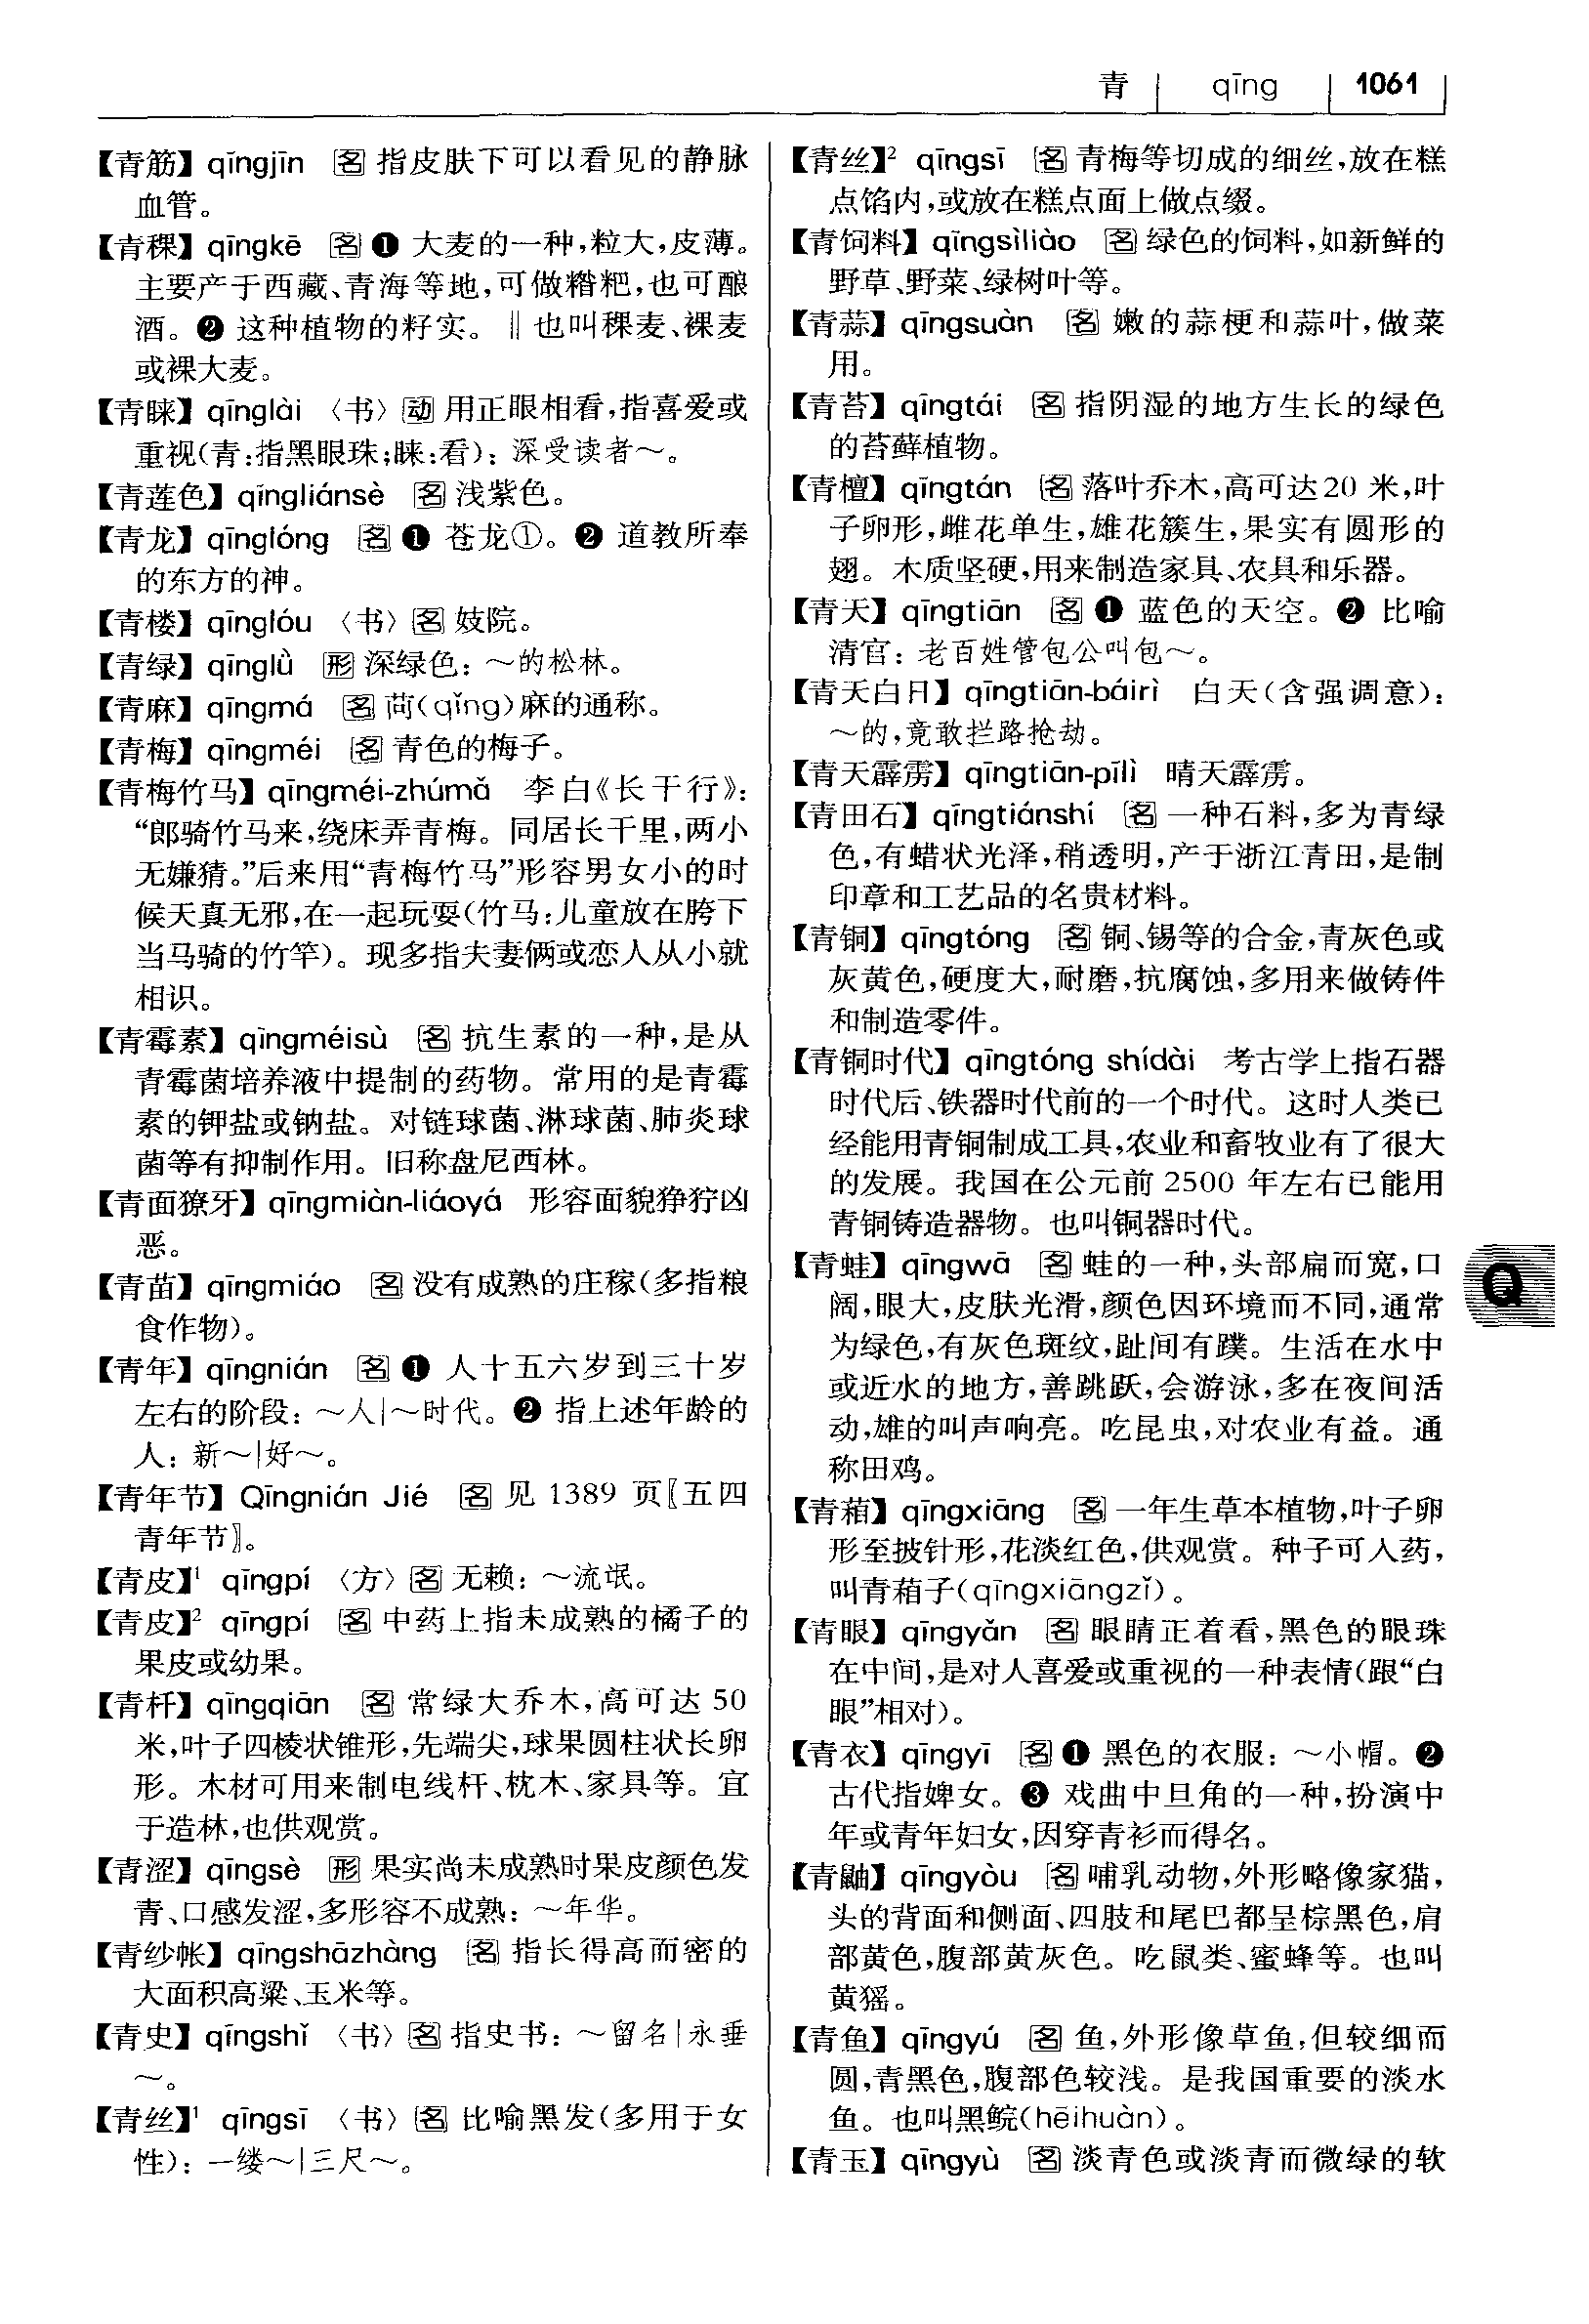 青 qīng 1061
【青筋】qīngjīn 名 指皮肤下可以看见的静脉
血管。
【青稞】qīngkē 名 ❶ 大麦的一种,粒大,皮薄。
主要产于西藏、青海等地,可做糌粑,也可酿
酒。❷ 这种植物的籽实。‖也叫稞麦、裸麦
或裸大麦。
【青睐】qīnglài 〈书〉动 用正眼相看,指喜爱或
重视(青:指黑眼珠;睐:看):深受读者~。
【青莲色】qīngliánsè 名 浅紫色。
【青龙】qīnglóng 名 ❶ 苍龙①。❷ 道教所奉
的东方的神。
【青楼】qīnglóu 〈书〉名 妓院。
【青绿】qīnglǜ 形 深绿色:~的松林。
【青麻】qīngmá 名 苘(qǐng)麻的通称。
【青梅】qīngméi 名 青色的梅子。
【青梅竹马】qīngméi-zhúmǎ 李白《长干行》:
“郎骑竹马来,绕床弄青梅。同居长干里,两小
无嫌猜。”后来用“青梅竹马”形容男女小的时
候天真无邪,在一起玩耍(竹马:儿童放在胯下
当马骑的竹竿)。现多指夫妻俩或恋人从小就
相识。
【青霉素】qīngméisù 名 抗生素的一种,是从
青霉菌培养液中提制的药物。常用的是青霉
素的钾盐或钠盐。对链球菌、淋球菌、肺炎球
菌等有抑制作用。旧称盘尼西林。
【青面獠牙】qīngmiàn-liáoyá 形容面貌狰狞凶
恶。
【青苗】qīngmiáo 名 没有成熟的庄稼(多指粮
食作物)。
【青年】qīngnián 名 ❶ 人十五六岁到三十岁
左右的阶段:~人|~时代。❷ 指上述年龄的
人:新~|好~。
【青年节】Qīngnián Jié 名 见 1389 页〖五四
青年节〗。
【青皮】¹ qīngpí 〈方〉名 无赖:~流氓。
【青皮】² qīngpí 名 中药上指未成熟的橘子的
果皮或幼果。
【青杄】qīngqiān 名 常绿大乔木,高可达 50
米,叶子四棱状锥形,先端尖,球果圆柱状长卵
形。木材可用来制电线杆、枕木、家具等。宜
于造林,也供观赏。
【青涩】qīngsè 形 果实尚未成熟时果皮颜色发
青、口感发涩,多形容不成熟:~年华。
【青纱帐】qīngshāzhàng 名 指长得高而密的
大面积高粱、玉米等。
【青史】qīngshǐ 〈书〉名 指史书:~留名|永垂
~。
【青丝】¹ qīngsī 〈书〉名 比喻黑发(多用于女
性):一缕~|三尺~。
【青丝】² qīngsī 名 青梅等切成的细丝,放在糕
点馅内,或放在糕点面上做点缀。
【青饲料】qīngsìliào 名 绿色的饲料,如新鲜的
野草、野菜、绿树叶等。
【青蒜】qīngsuàn 名 嫩的蒜梗和蒜叶,做菜
用。
【青苔】qīngtái 名 指阴湿的地方生长的绿色
的苔藓植物。
【青檀】qīngtán 名 落叶乔木,高可达20 米,叶
子卵形,雌花单生,雄花簇生,果实有圆形的
翅。木质坚硬,用来制造家具、农具和乐器。
【青天】qīngtiān 名 ❶ 蓝色的天空。❷ 比喻
清官:老百姓管包公叫包~。
【青天白日】qīngtiān-báirì 白天(含强调意):
~的,竟敢拦路抢劫。
【青天霹雳】qīngtiān-pīlì 晴天霹雳。
【青田石】qīngtiánshí 名 一种石料,多为青绿
色,有蜡状光泽,稍透明,产于浙江青田,是制
印章和工艺品的名贵材料。
【青铜】qīngtóng 名 铜、锡等的合金,青灰色或
灰黄色,硬度大,耐磨,抗腐蚀,多用来做铸件
和制造零件。
【青铜时代】qīngtóng shídài 考古学上指石器
时代后、铁器时代前的一个时代。这时人类已
经能用青铜制成工具,农业和畜牧业有了很大
的发展。我国在公元前 2500 年左右已能用
青铜铸造器物。也叫铜器时代。
【青蛙】qīngwā 名 蛙的一种,头部扁而宽,口
阔,眼大,皮肤光滑,颜色因环境而不同,通常
为绿色,有灰色斑纹,趾间有蹼。生活在水中
或近水的地方,善跳跃,会游泳,多在夜间活
动,雄的叫声响亮。吃昆虫,对农业有益。通
称田鸡。
Q
【青葙】qīngxiāng 名 一年生草本植物,叶子卵
形至披针形,花淡红色,供观赏。种子可入药,
叫青葙子(qīngxiāngzǐ)。
【青眼】qīngyǎn 名 眼睛正着看,黑色的眼珠
在中间,是对人喜爱或重视的一种表情(跟“白
眼”相对)。
【青衣】qīngyī 名 ❶ 黑色的衣服:~小帽。❷
古代指婢女。❸ 戏曲中旦角的一种,扮演中
年或青年妇女,因穿青衫而得名。
【青鼬】qīngyòu 名 哺乳动物,外形略像家猫,
头的背面和侧面、四肢和尾巴都呈棕黑色,肩
部黄色,腹部黄灰色。吃鼠类、蜜蜂等。也叫
黄猺。
【青鱼】qīngyú 名 鱼,外形像草鱼,但较细而
圆,青黑色,腹部色较浅。是我国重要的淡水
鱼。也叫黑鲩(hēihuàn)。
【青玉】qīngyù 名 淡青色或淡青而微绿的软